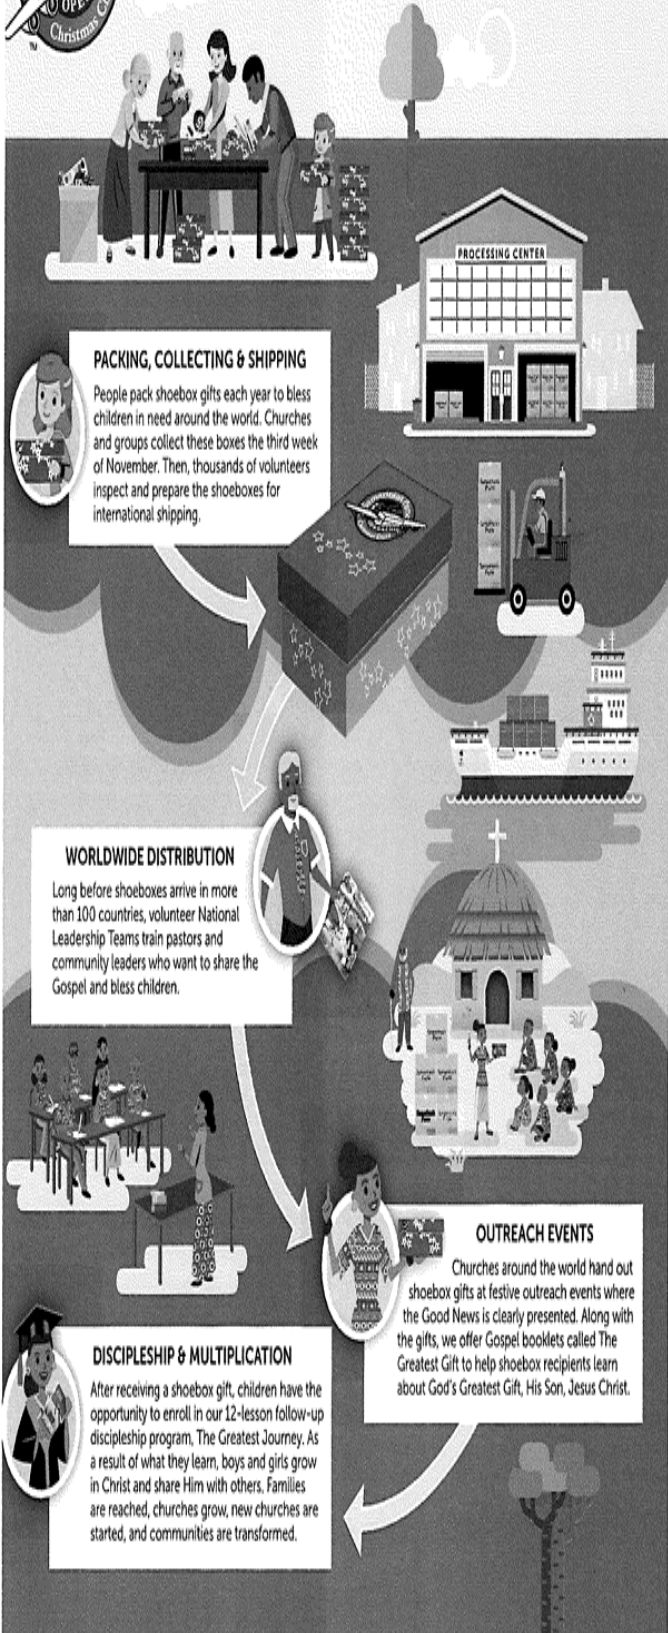 OPE
Christmas C
TM
PROCESSING CENTER
PACKING, COLLECTING & SHIPPING
People pack shoebox gifts each year to bless
children in need around the world. Churches
and groups collect these boxes the third week
of November. Then, thousands of volunteers
inspect and prepare the shoeboxes for
international shipping.
WORLDWIDE DISTRIBUTION
Long before shoeboxes arrive in more
than 100 countries, volunteer National
Leadership Teams train pastors and
community leaders who want to share the
Gospel and bless children.
OUTREACH EVENTS
Churches around the world hand out
shoebox gifts at festive outreach events where
the Good News is clearly presented. Along with
the gifts, we offer Gospel booklets called The
Greatest Gift to help shoebox recipients learn
about God's Greatest Gift, His Son, Jesus Christ.
DISCIPLESHIP & MULTIPLICATION
After receiving a shoebox gift, children have the
opportunity to enroll in our 12-lesson follow-up
discipleship program, The Greatest Journey. As
a result of what they learn, boys and girls grow
in Christ and share Him with others. Families
are reached, churches grow, new churches are
started, and communities are transformed.